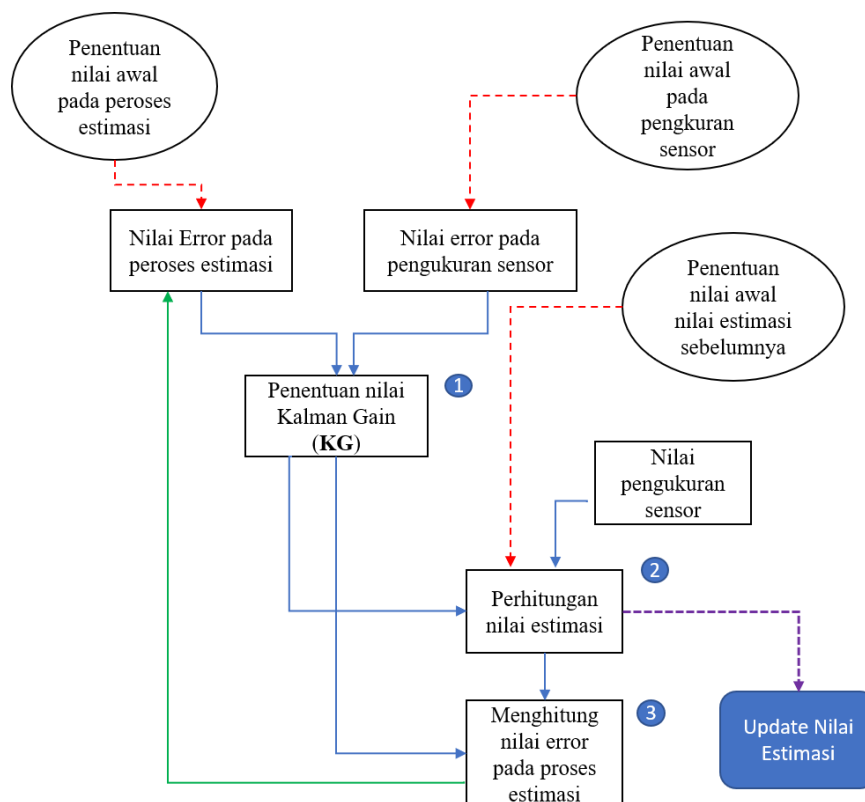 Penentuan
nilai awal
pada peroses
estimasi
Penentuan
nilai awal
pada
pengkuran
sensor
Nilai Error pada
peroses estimasi
Nilai error pada
pengukuran sensor
Penentuan
nilai awal
nilai estimasi
sebelumnya
Penentuan nilai
Kalman Gain
(KG)
1
Nilai
pengukuran
sensor
2
Perhitungan
nilai estimasi
3
Menghitung
nilai error
pada proses
estimasi
Update Nilai
Estimasi